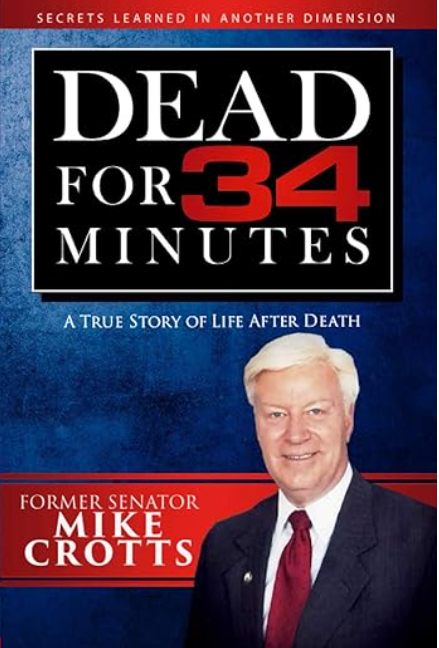 SECRETS LEARNED IN ANOTHER DIMENSION
DEAD
FOR 34
MINUTES
A TRUE STORY OF LIFE AFTER DEATH
FORMER SENATOR
MIKE
CROTTS